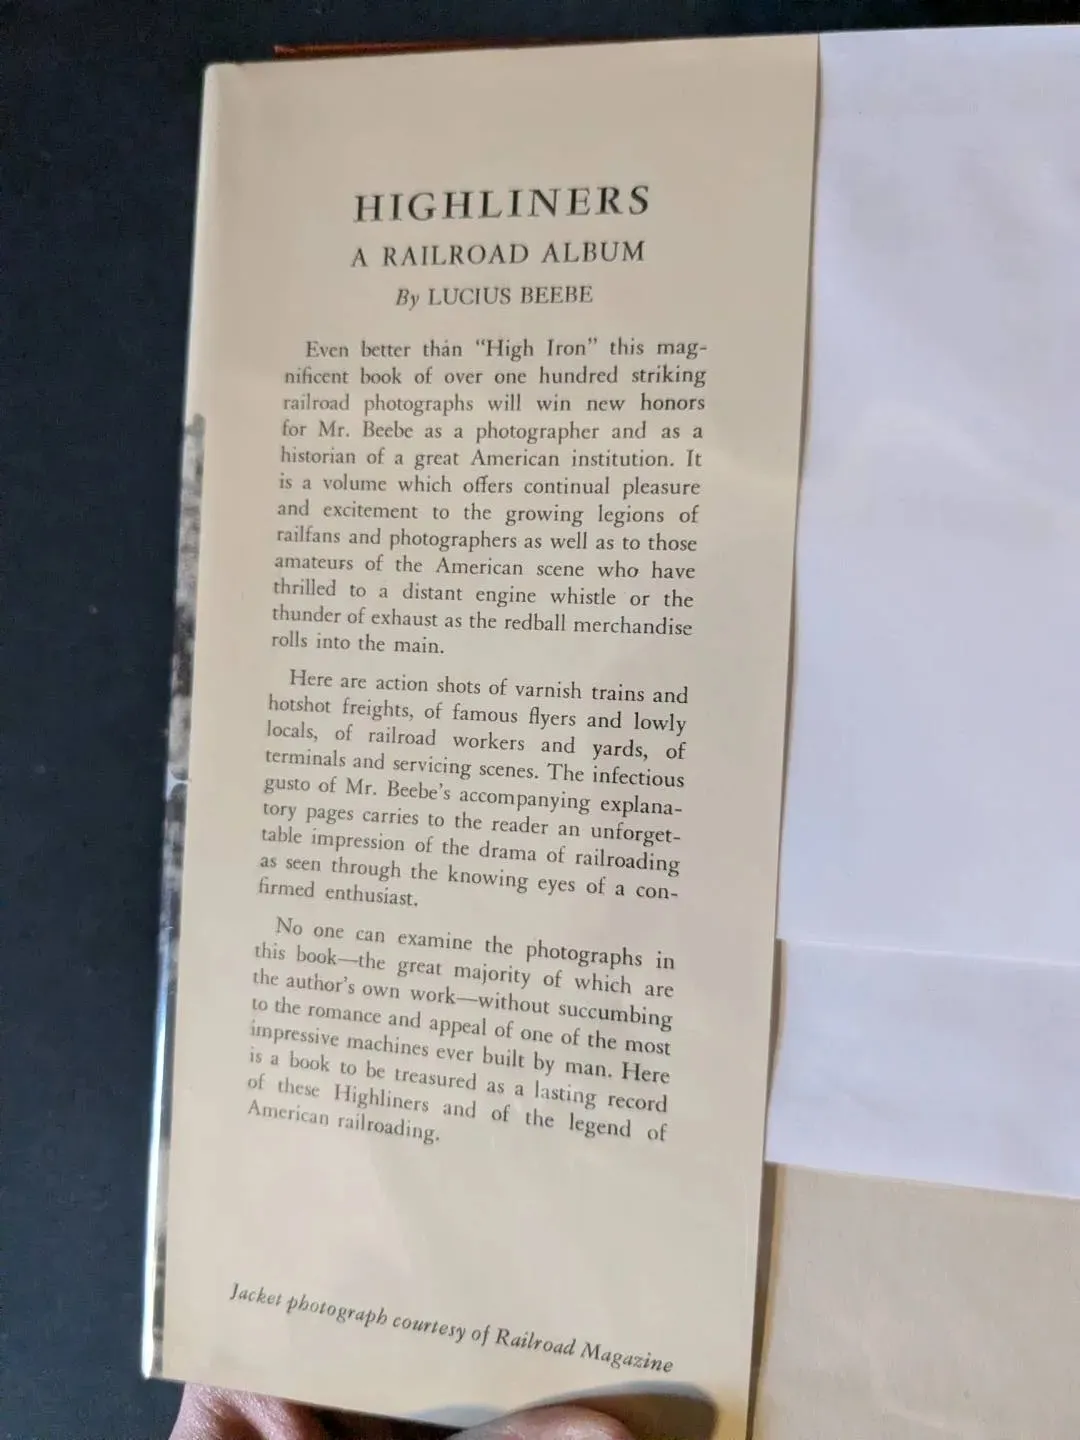 HIGHLINERS
A RAILROAD ALBUM
By LUCIUS BEEBE
Even better than “High Iron” this mag-
nificent book of over one hundred striking
railroad photographs will win new honors
for Mr. Beebe as a photographer and as a
historian of a great American institution. It
is a volume which offers continual pleasure
and excitement to the growing legions of
railfans and photographers as well as to those
amateurs of the American scene who have
thrilled to a distant engine whistle or the
thunder of exhaust as the redball merchandise
rolls into the main.
Here are action shots of varnish trains and
hotshot freights, of famous flyers and lowly
locals, of railroad workers and yards, of
terminals and servicing scenes. The infectious
gusto of Mr. Beebe’s accompanying explana-
tory pages carries to the reader an unforget-
table impression of the drama of railroading
as seen through the knowing eyes of a con-
firmed enthusiast.
No one can examine the photographs in
this book—the great majority of which are
the author’s own work—without succumbing
to the romance and appeal of one of the most
impressive machines ever built by man. Here
is a book to be treasured as a lasting record
of these Highliners and of the legend of
American railroading.
Jacket photograph courtesy of Railroad Magazine